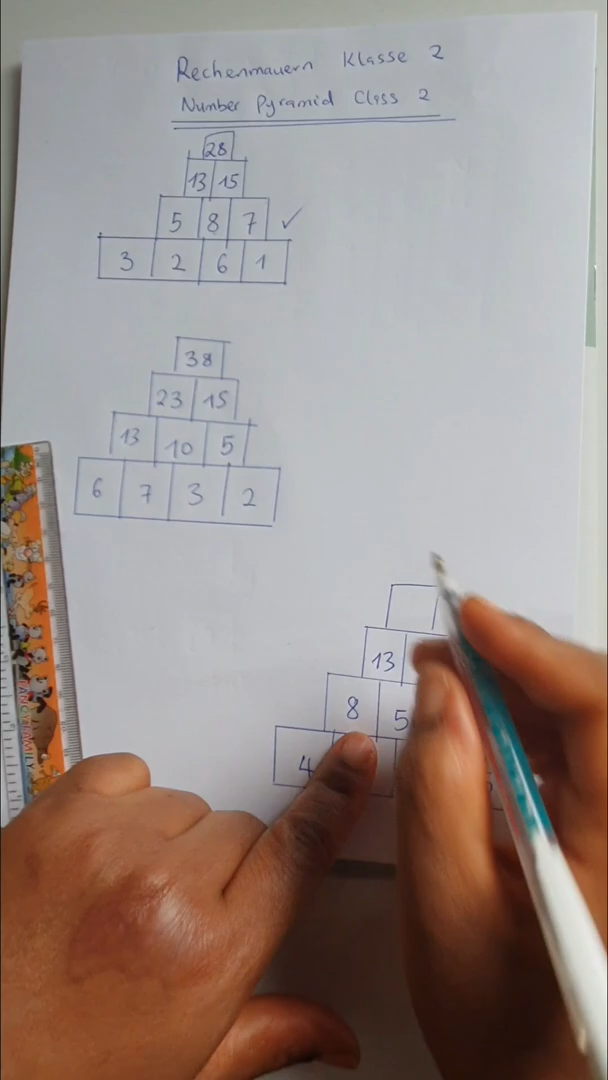 Rechenmauern Klasse 2
Number Pyramid Class 2
28
13 15
5 8 7 ✓
3 2 6 1
38
23 15
13 10 5
6 7 3 2
13
8 5
4
FAMILY